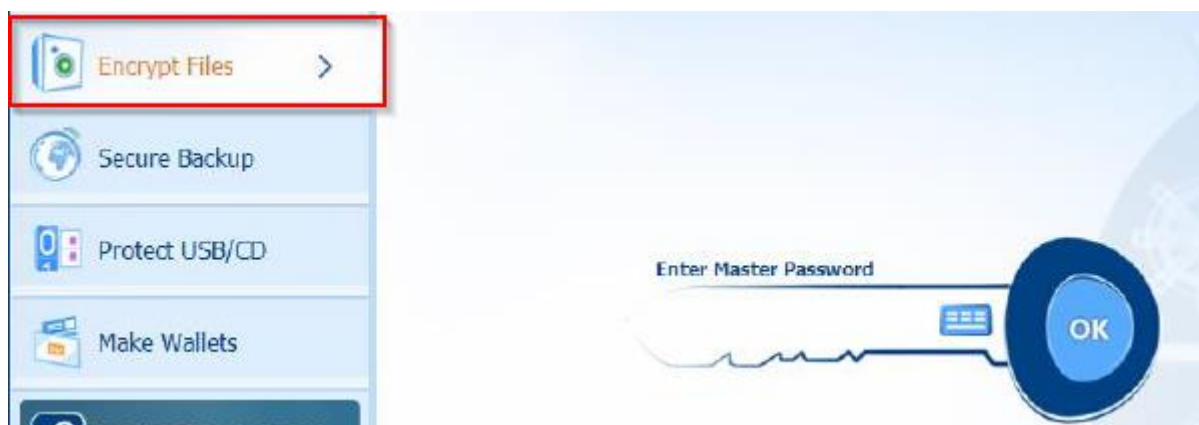 Encrypt Files
Secure Backup
Protect USB/CD
Make Wallets
Enter Master Password
OK